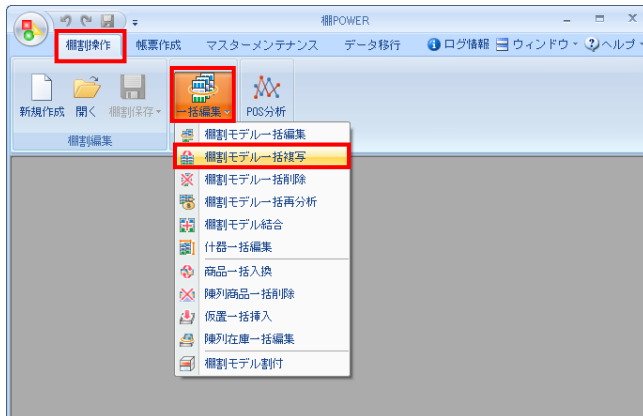 棚POWER
棚割操作 帳票作成 マスターメンテナンス データ移行 ログ情報 ウィンドウ ヘルプ
新規作成 開く 棚割保存 一括編集 POS分析
棚割編集
棚割モデル一括編集
棚割モデル一括複写
棚割モデル一括削除
棚割モデル一括再分析
棚割モデル結合
什器一括編集
商品一括入換
陳列商品一括削除
仮置一括挿入
陳列在庫一括編集
棚割モデル割付